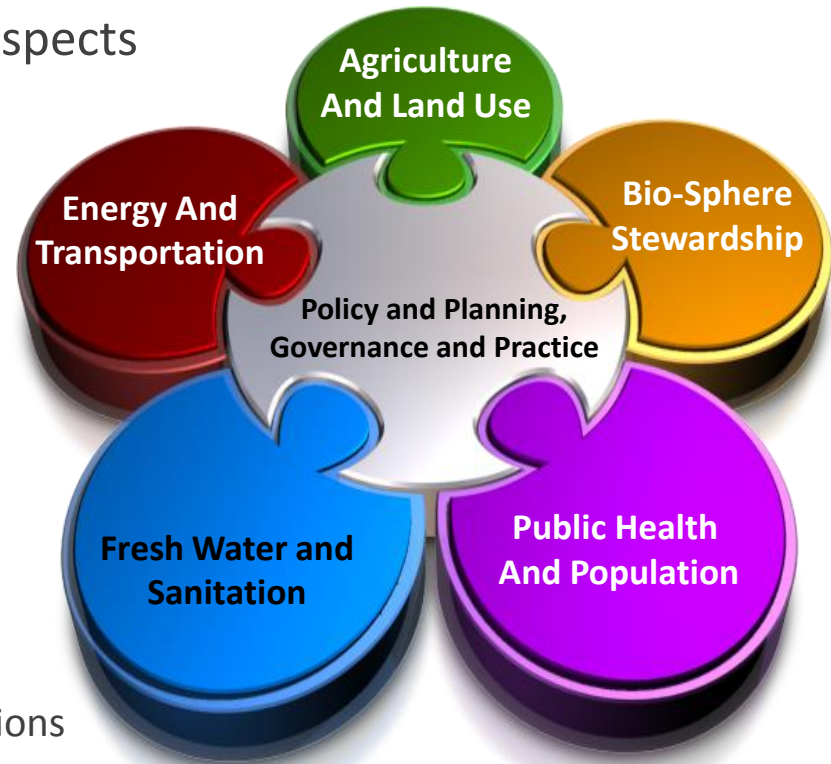 spects
Agriculture
And Land Use
Energy And
Transportation
Bio-Sphere
Stewardship
Policy and Planning,
Governance and Practice
Fresh Water and
Sanitation
Public Health
And Population
ions